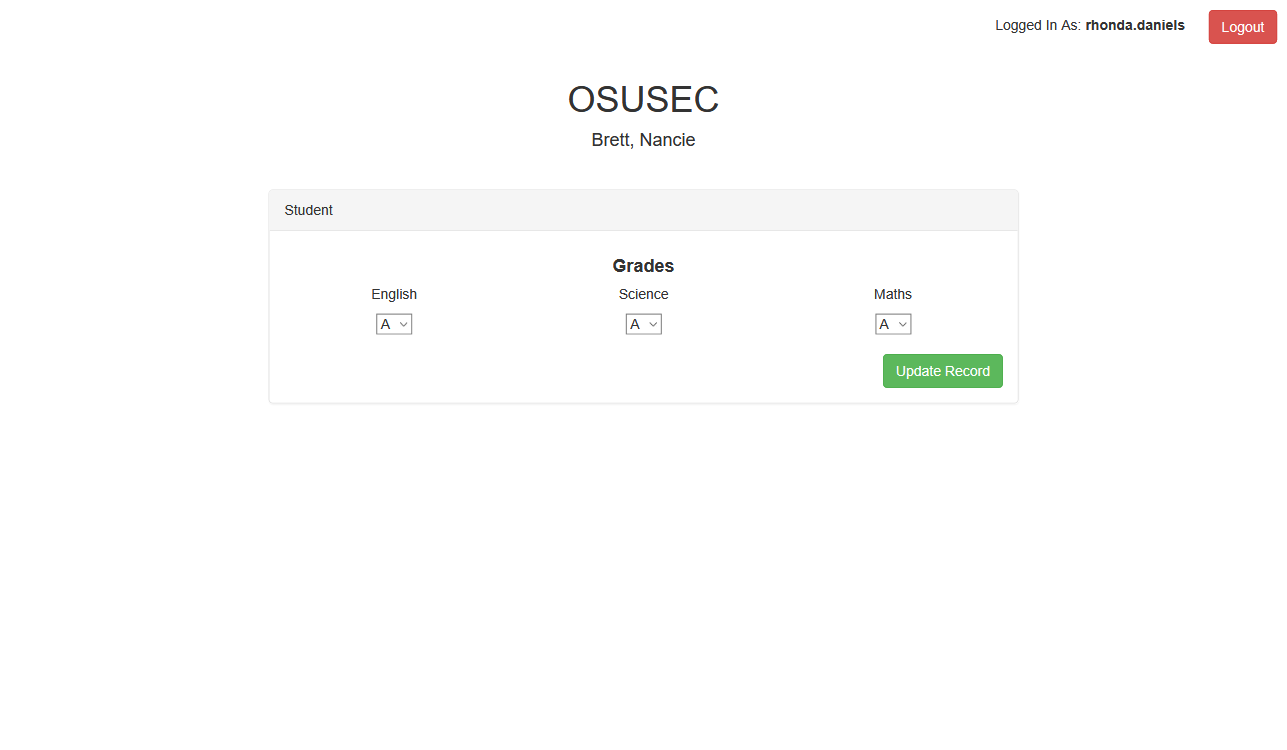 Logged In As: rhonda.daniels Logout
OSUSEC
Brett, Nancie
Student
Grades
English Science Maths
A A A
Update Record